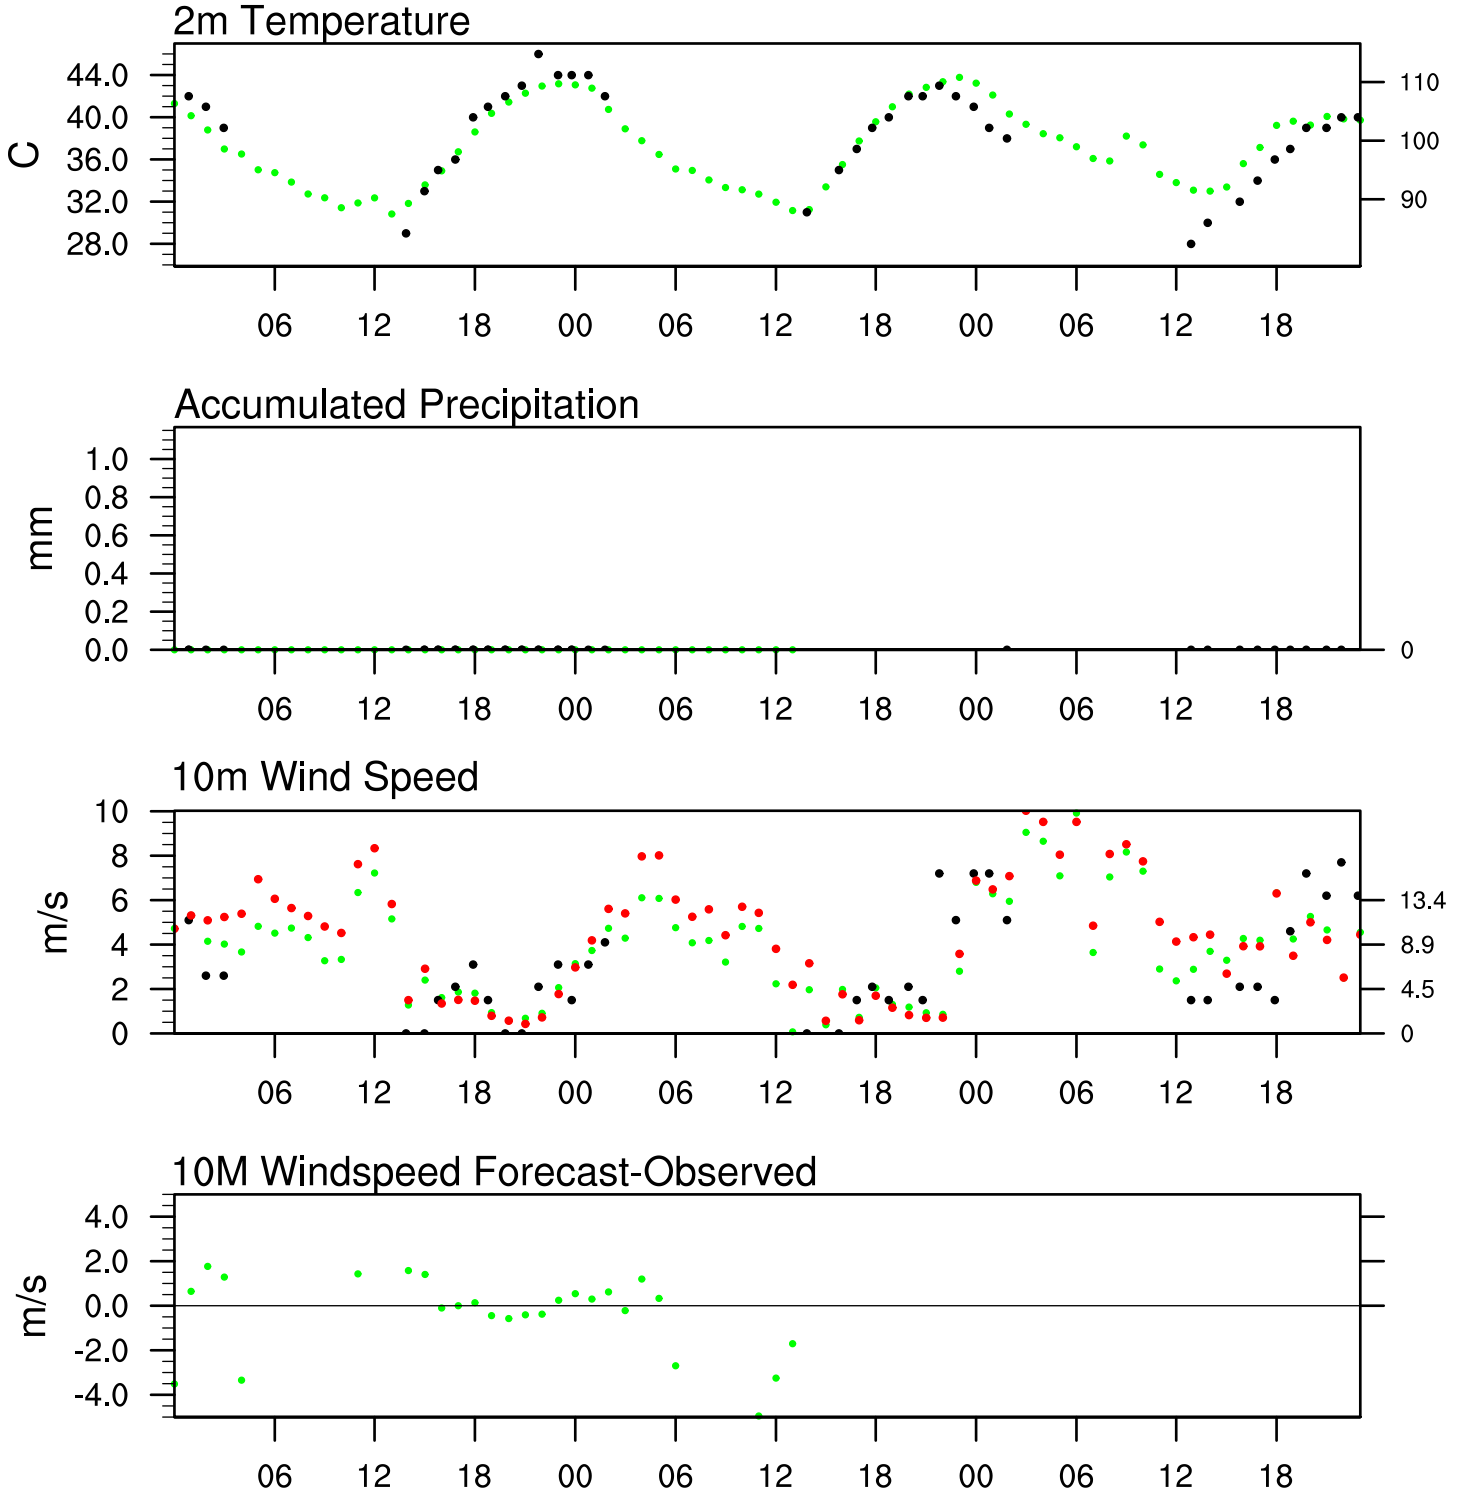 2m Temperature
44.0
40.0
36.0
32.0
28.0
C
110
100
90
06 12 18 00 06 12 18 00 06 12 18
Accumulated Precipitation
1.0
0.8
0.6
0.4
0.2
0.0
mm
0
06 12 18 00 06 12 18 00 06 12 18
10m Wind Speed
10
8
6
4
2
0
m/s
13.4
8.9
4.5
0
06 12 18 00 06 12 18 00 06 12 18
10M Windspeed Forecast-Observed
4.0
2.0
0.0
-2.0
-4.0
m/s
06 12 18 00 06 12 18 00 06 12 18